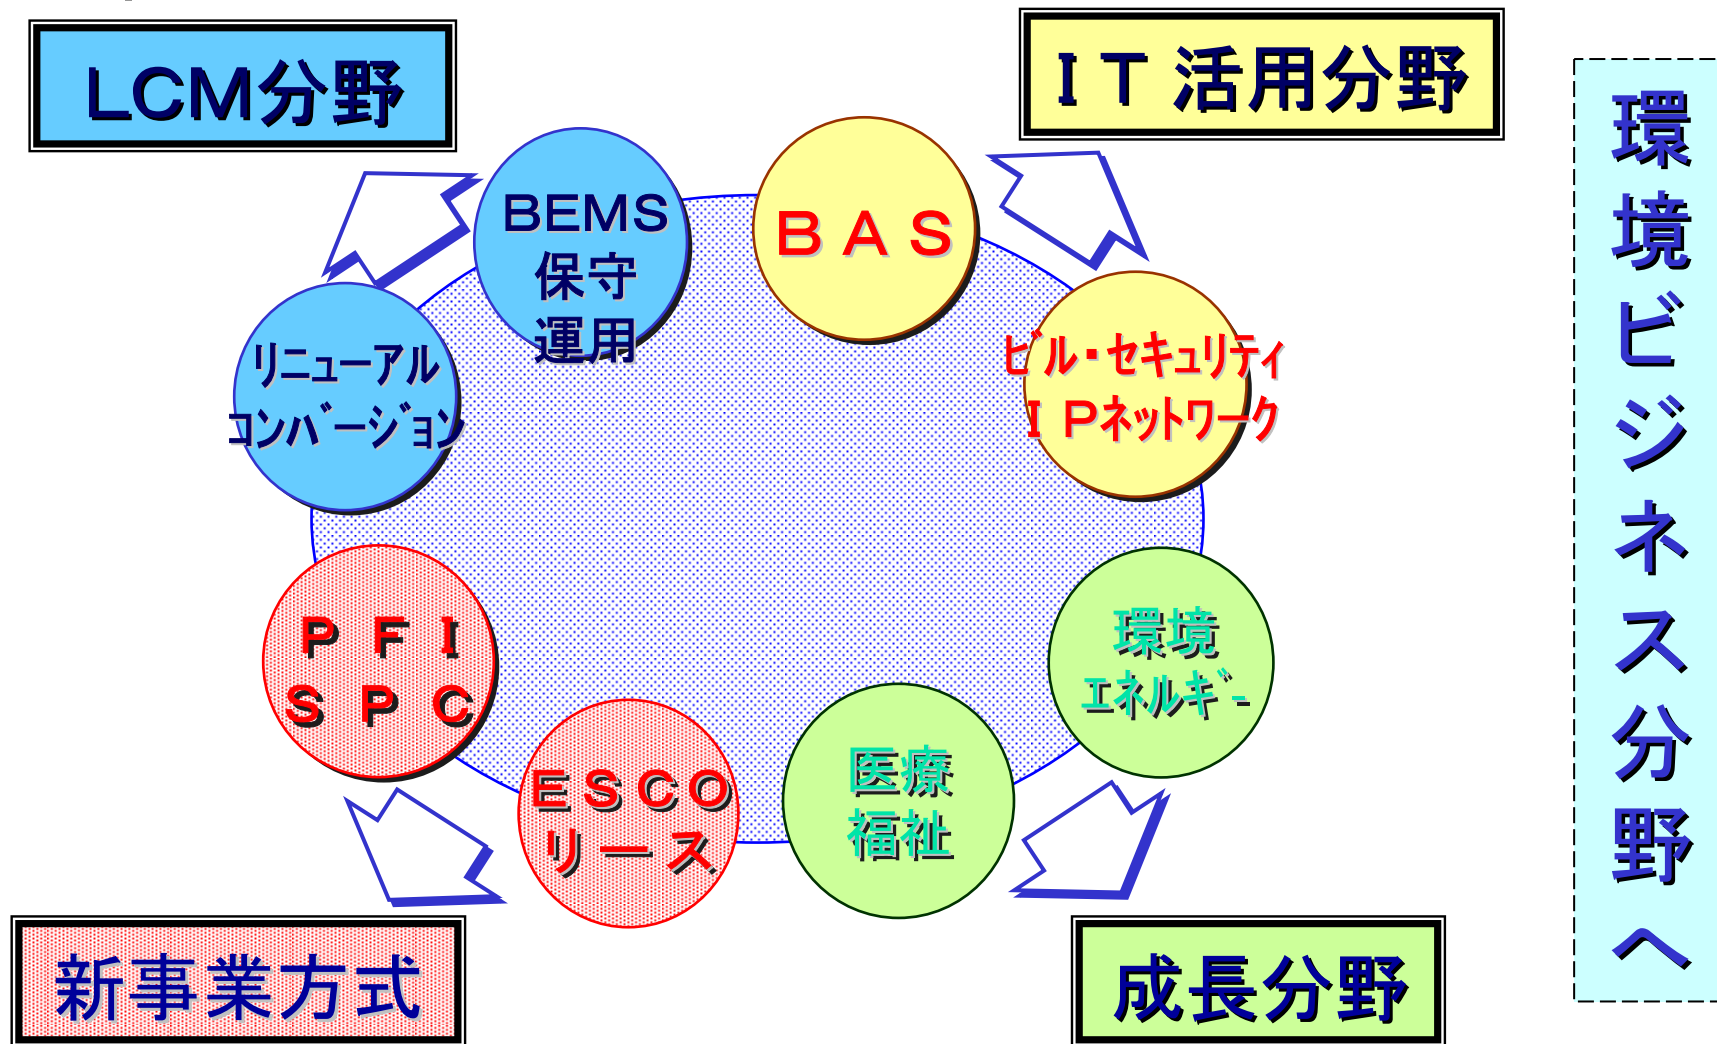 LCM分野
ＩＴ活用分野
BEMS
保守
運用
ＢＡＳ
リニューアル
コンバージョン
ビル・セキュリティ
ＩＰネットワーク
ＰＦＩ
ＳＰＣ
環境
エネルギー
ＥＳＣＯ
リース
医療
福祉
新事業方式
成長分野
環境ビジネス分野へ